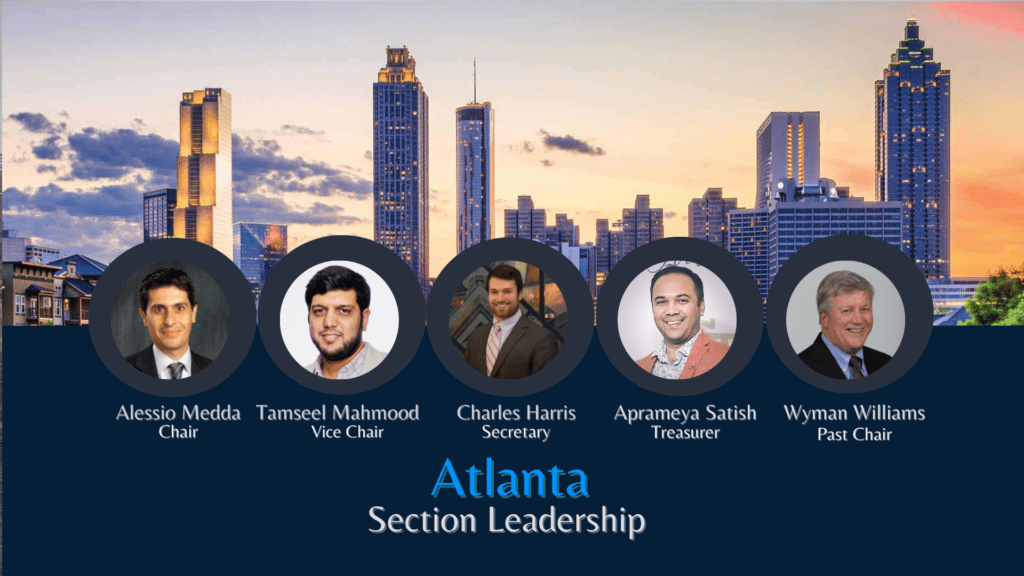 Alessio Medda
Chair
Tamseel Mahmood
Vice Chair
Charles Harris
Secretary
Aprameya Satish
Treasurer
Wyman Williams
Past Chair
Atlanta
Section Leadership